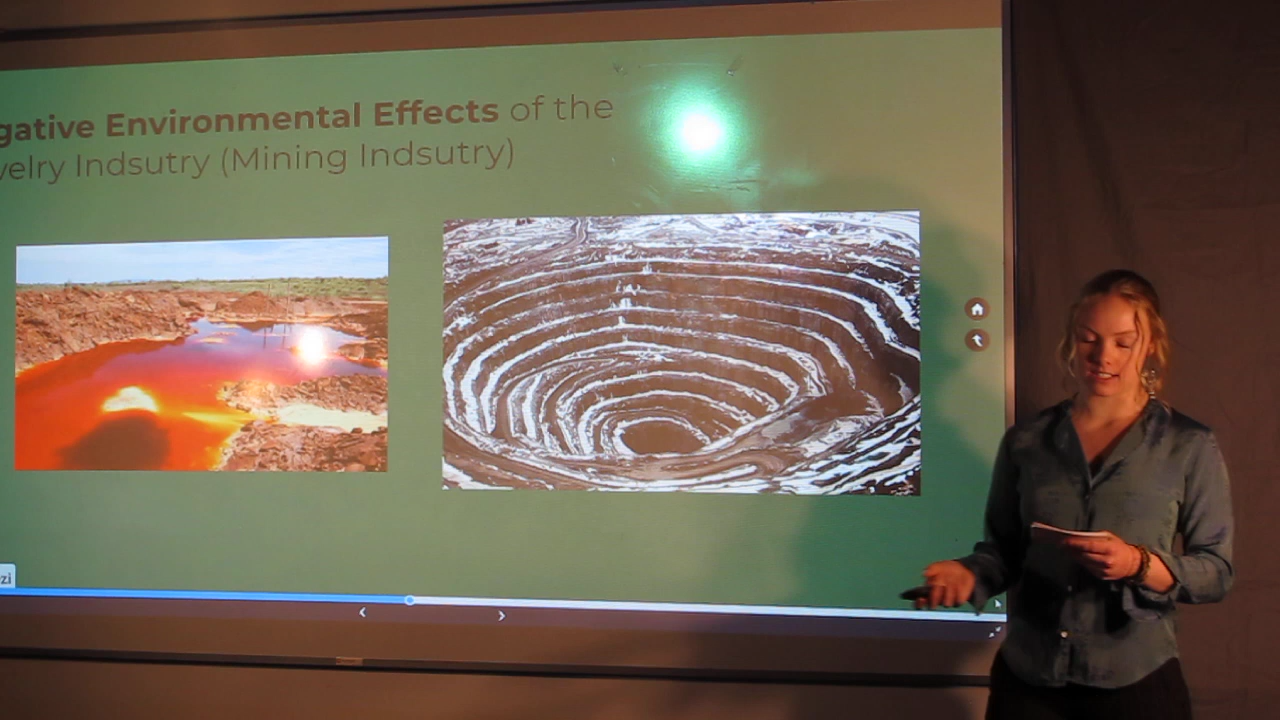 gative Environmental Effects of the
velry Indsutry (Mining Indsutry)
zi